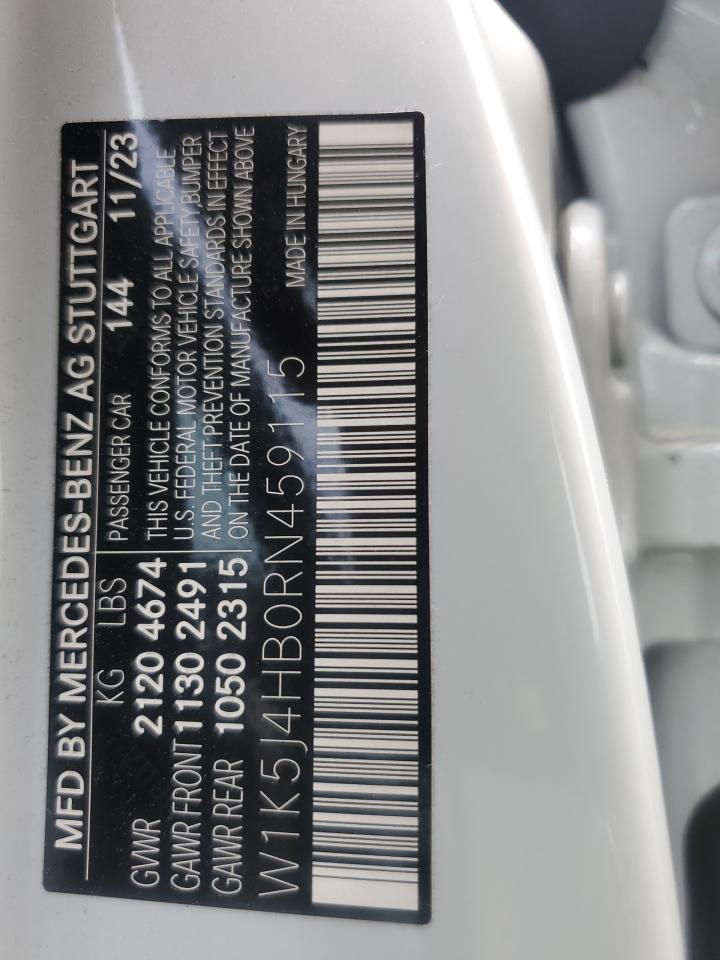 MFD BY MERCEDES-BENZ AG STUTTGART
KG LBS PASSENGER CAR 144 11/23
GVWR 2120 4674 THIS VEHICLE CONFORMS TO ALL APPLICABLE
U.S. FEDERAL MOTOR VEHICLE SAFETY,BUMPER
GAWR FRONT 1130 2491 AND THEFT PREVENTION STANDARDS IN EFFECT
GAWR REAR 1050 2315 ON THE DATE OF MANUFACTURE SHOWN ABOVE
W1K5J4HB0RN459115 MADE IN HUNGARY